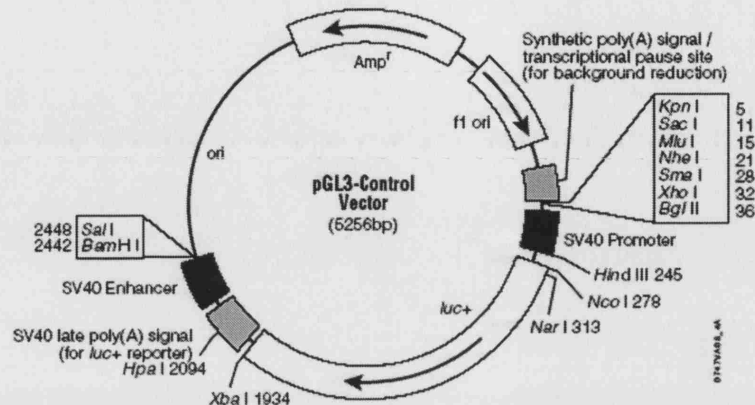 Amp^r
f1 ori
Synthetic poly(A) signal /
transcriptional pause site
(for background reduction)
Kpn I 5
Sac I 11
Mlu I 15
Nhe I 21
Sma I 28
Xho I 32
Bgl II 36
ori
pGL3-Control
Vector
(5256bp)
2448 Sal I
2442 BamH I
SV40 Promoter
Hind III 245
Nco I 278
Nar I 313
SV40 Enhancer
luc+
SV40 late poly(A) signal
(for luc+ reporter)
Hpa I 2094
Xba I 1934